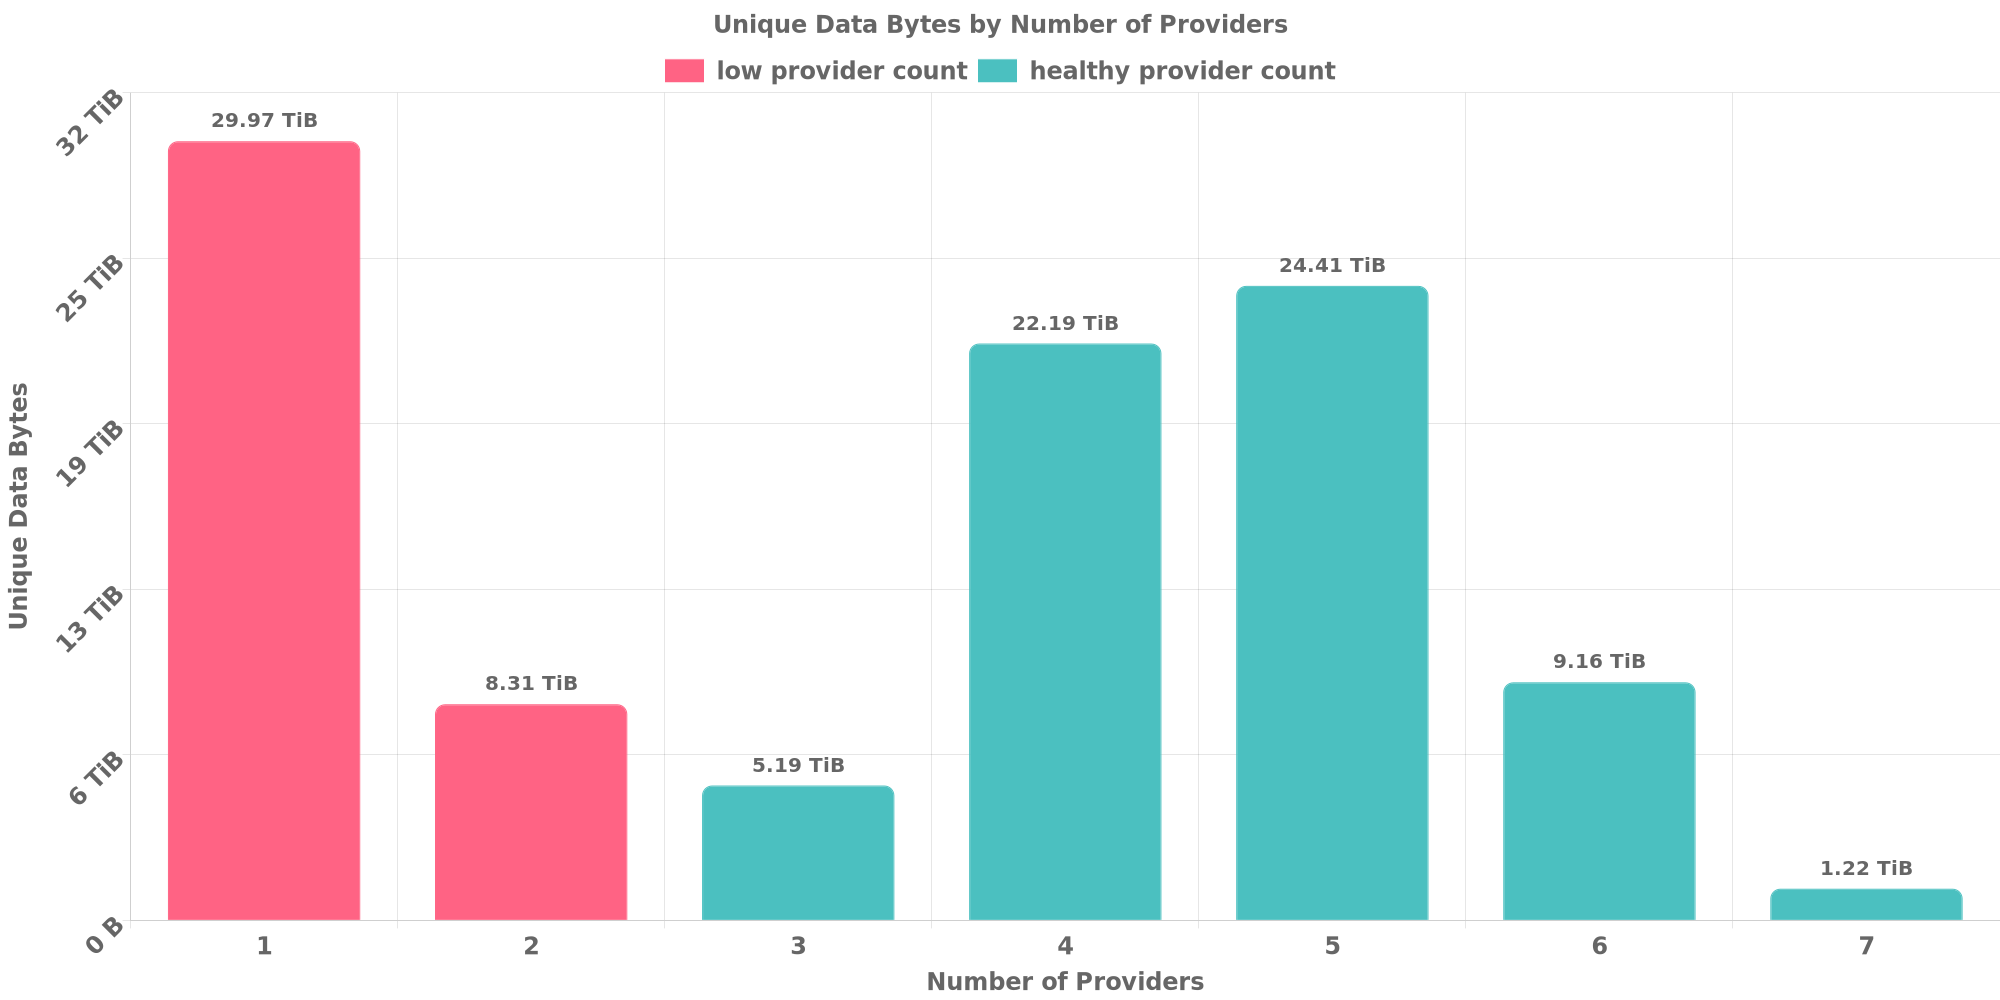 Unique Data Bytes by Number of Providers
low provider count healthy provider count
32 TiB
25 TiB
19 TiB
13 TiB
6 TiB
0 B
Unique Data Bytes
29.97 TiB
8.31 TiB
5.19 TiB
22.19 TiB
24.41 TiB
9.16 TiB
1.22 TiB
1 2 3 4 5 6 7
Number of Providers